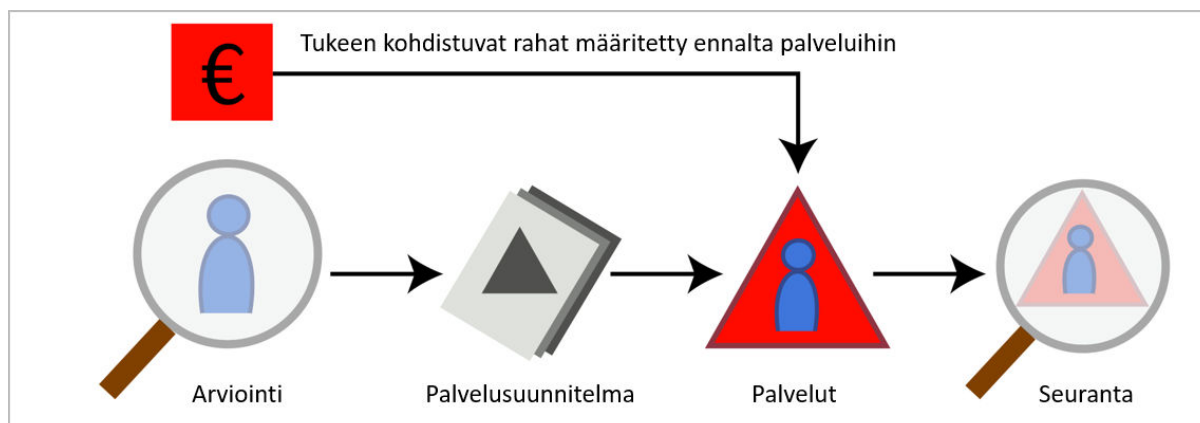 €
Tukeen kohdistuvat rahat määritetty ennalta palveluihin
Arviointi
Palvelusuunnitelma
Palvelut
Seuranta